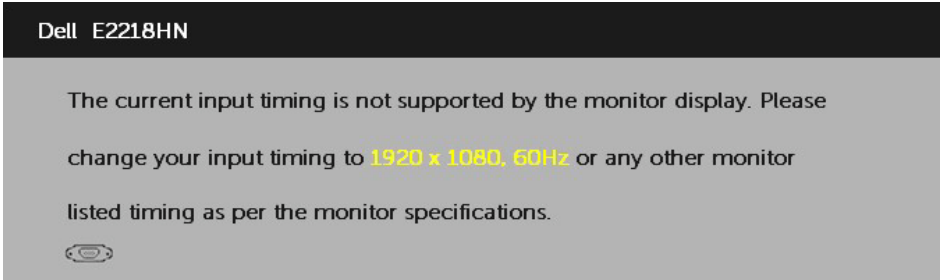 Dell E2218HN
The current input timing is not supported by the monitor display. Please
change your input timing to 1920 x 1080, 60Hz or any other monitor
listed timing as per the monitor specifications.